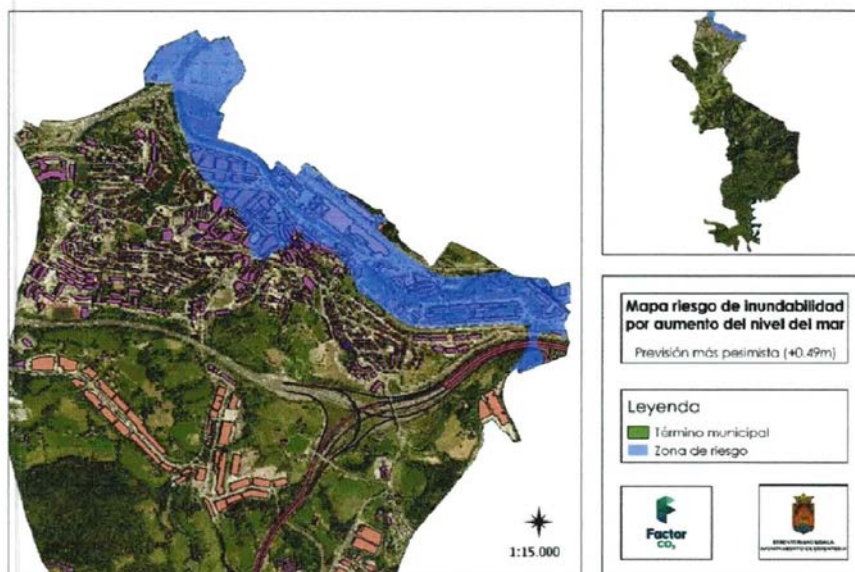 Mapa riesgo de inundabilidad
por aumento del nivel del mar
Previsión más pesimista (+0.49m)
Leyenda
Término municipal
Zona de riesgo
1:15.000
Factor
CO₂